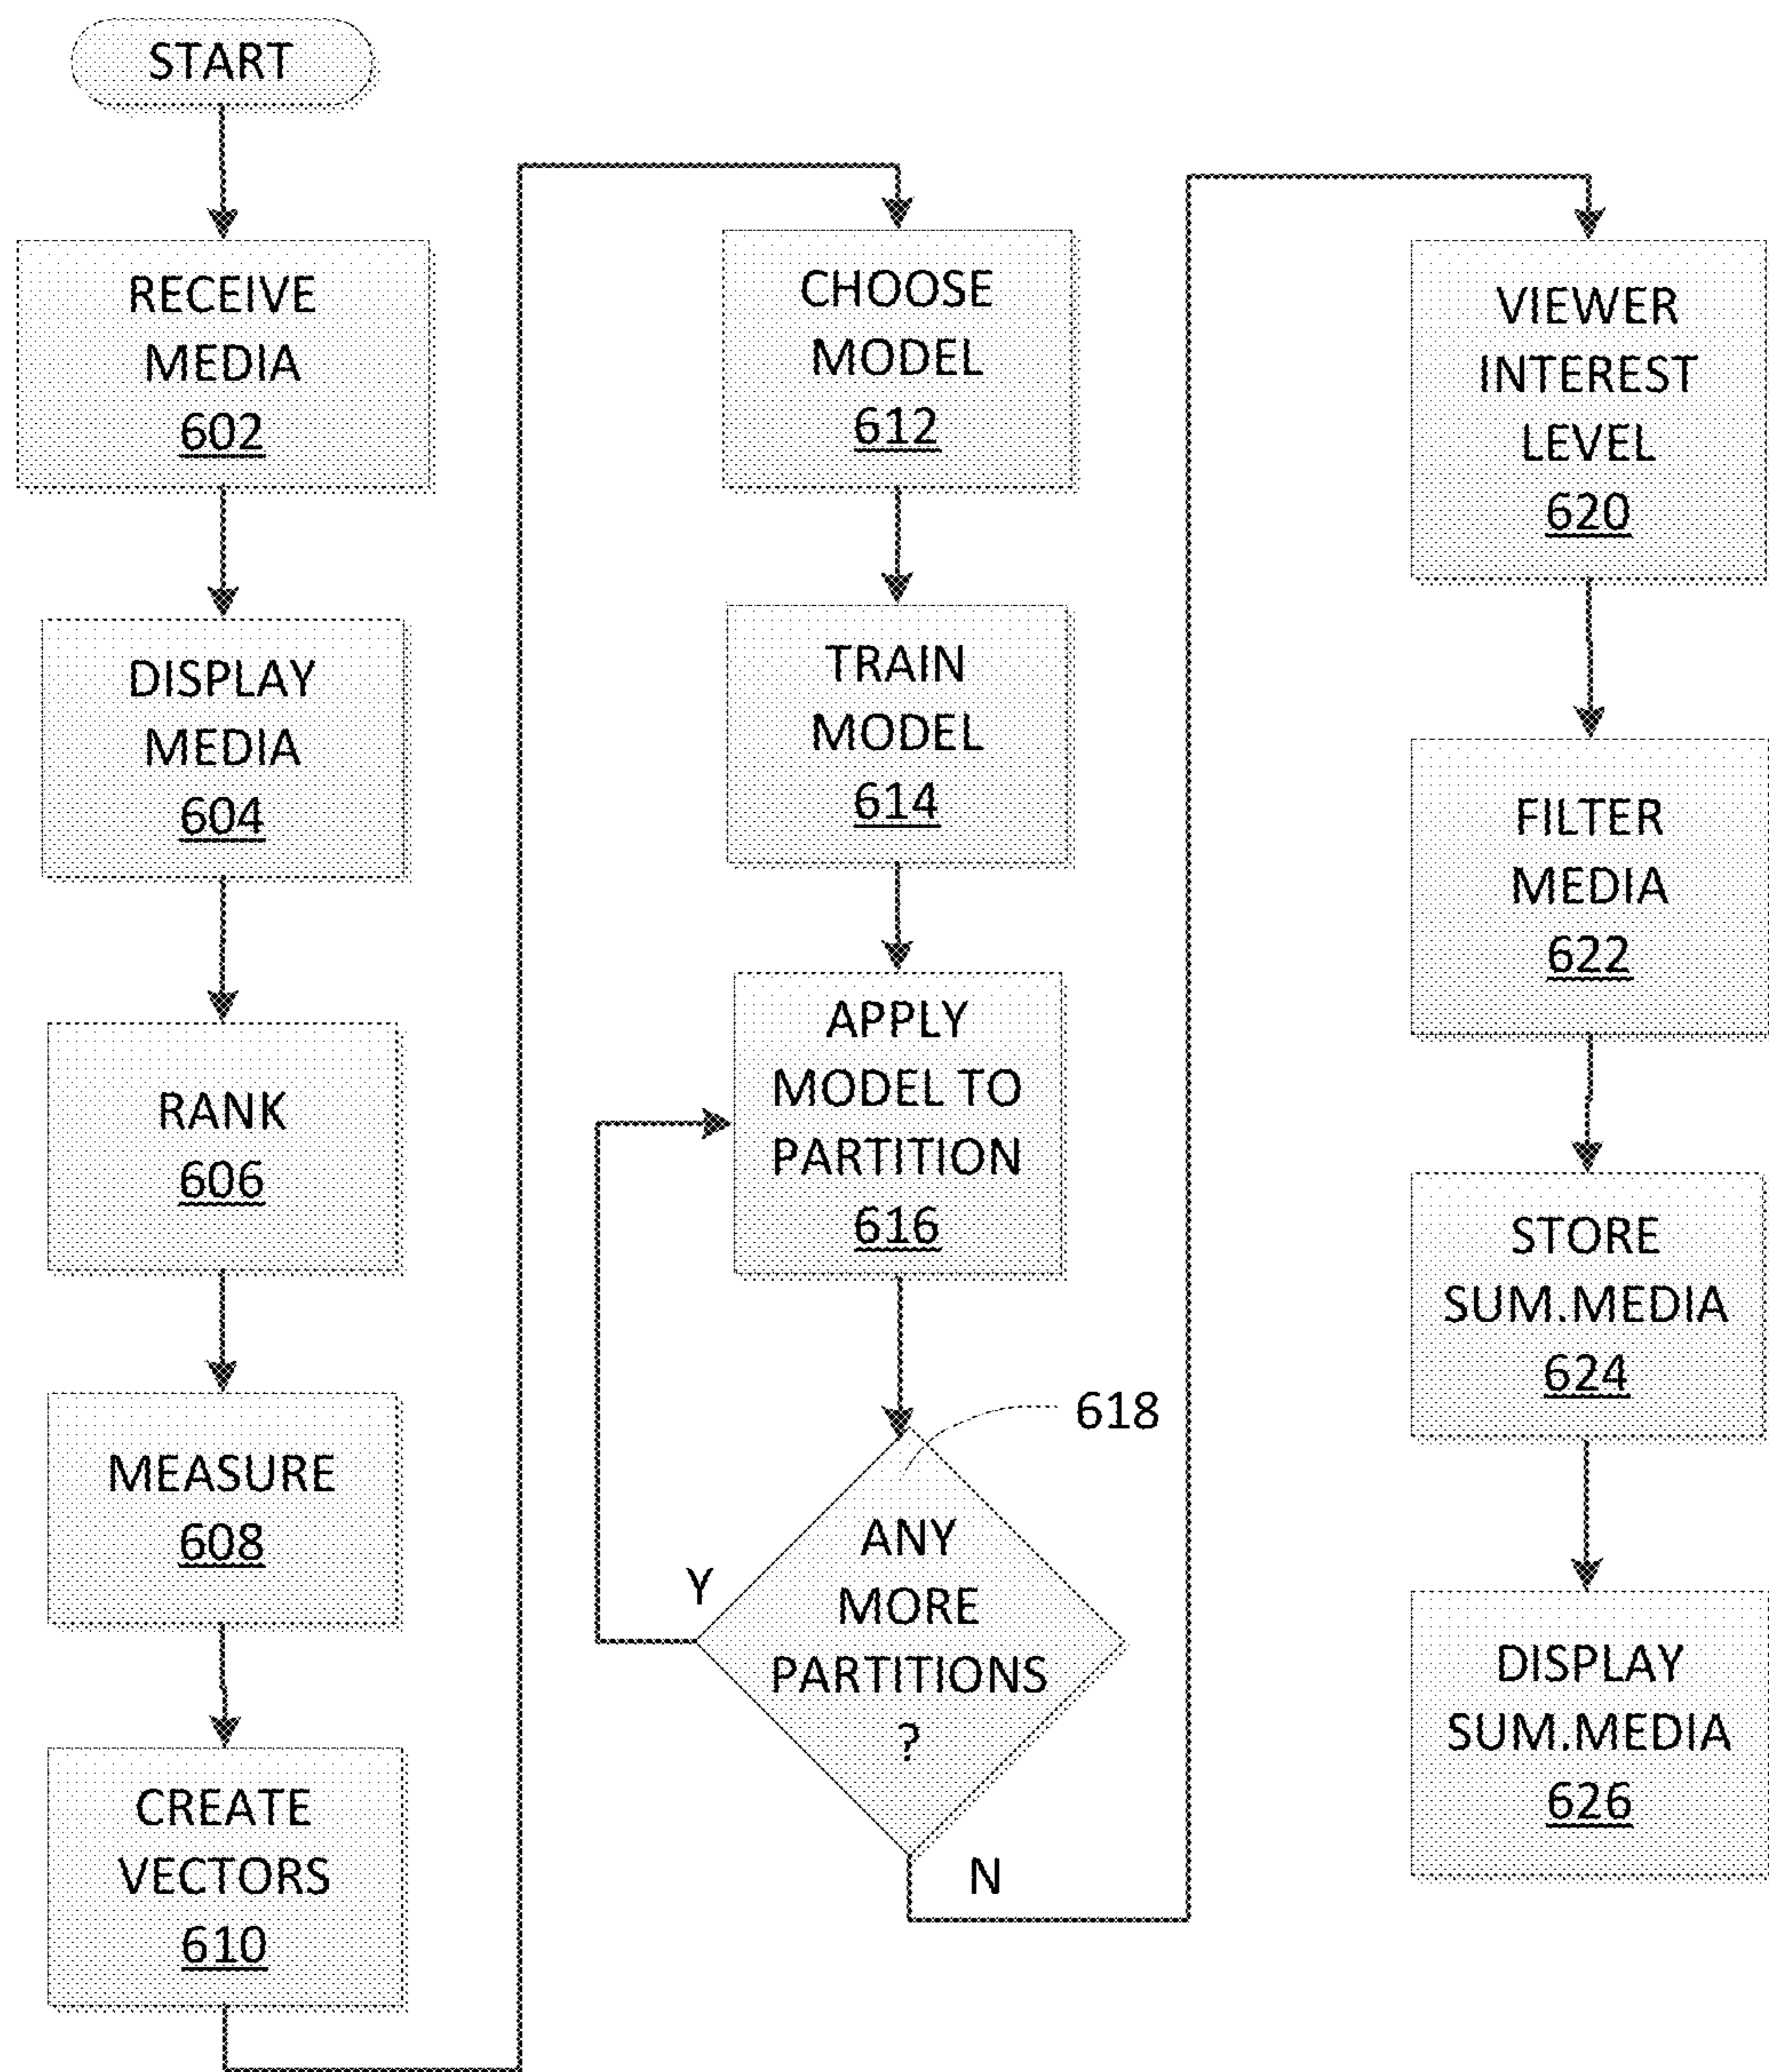 START
RECEIVE
MEDIA
602
DISPLAY
MEDIA
604
RANK
606
MEASURE
608
CREATE
VECTORS
610
CHOOSE
MODEL
612
TRAIN
MODEL
614
APPLY
MODEL TO
PARTITION
616
618
ANY
MORE
PARTITIONS
?
Y
N
VIEWER
INTEREST
LEVEL
620
FILTER
MEDIA
622
STORE
SUM.MEDIA
624
DISPLAY
SUM.MEDIA
626